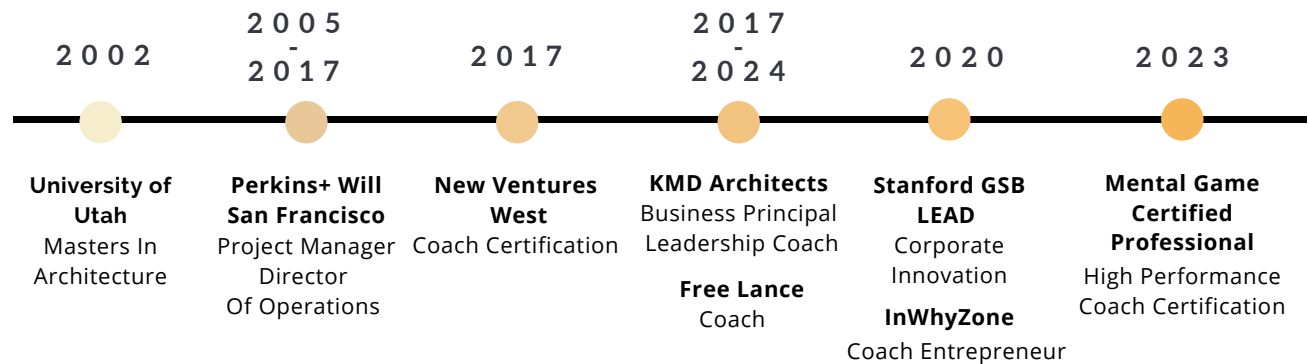 2002
2005
-
2017
2017
2017
-
2024
2020
2023
University of
Utah
Masters In
Architecture
Perkins+ Will
San Francisco
Project Manager
Director
Of Operations
New Ventures
West
Coach Certification
KMD Architects
Business Principal
Leadership Coach
Free Lance
Coach
Stanford GSB
LEAD
Corporate
Innovation
InWhyZone
Coach Entrepreneur
Mental Game
Certified
Professional
High Performance
Coach Certification